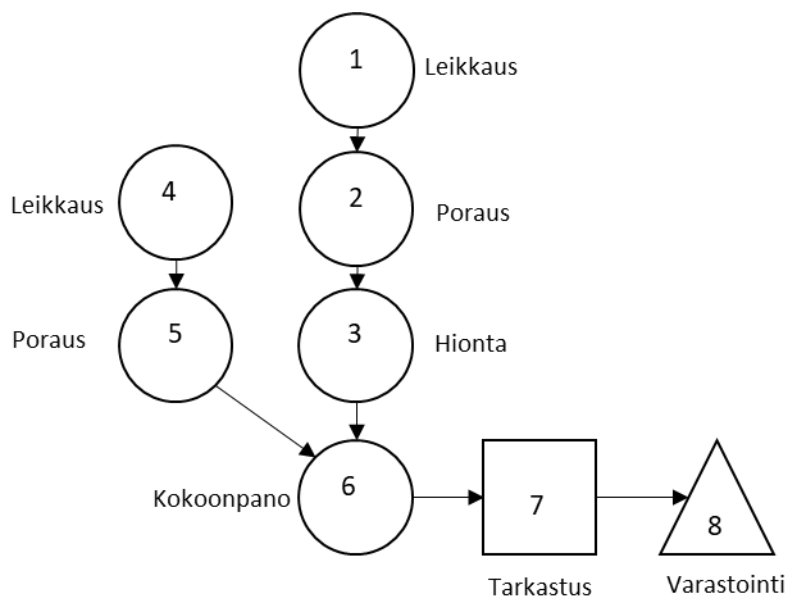 1
Leikkaus
4
Leikkaus
2
Poraus
5
Poraus
3
Hionta
Kokoonpano
6
7
8
Tarkastus
Varastointi